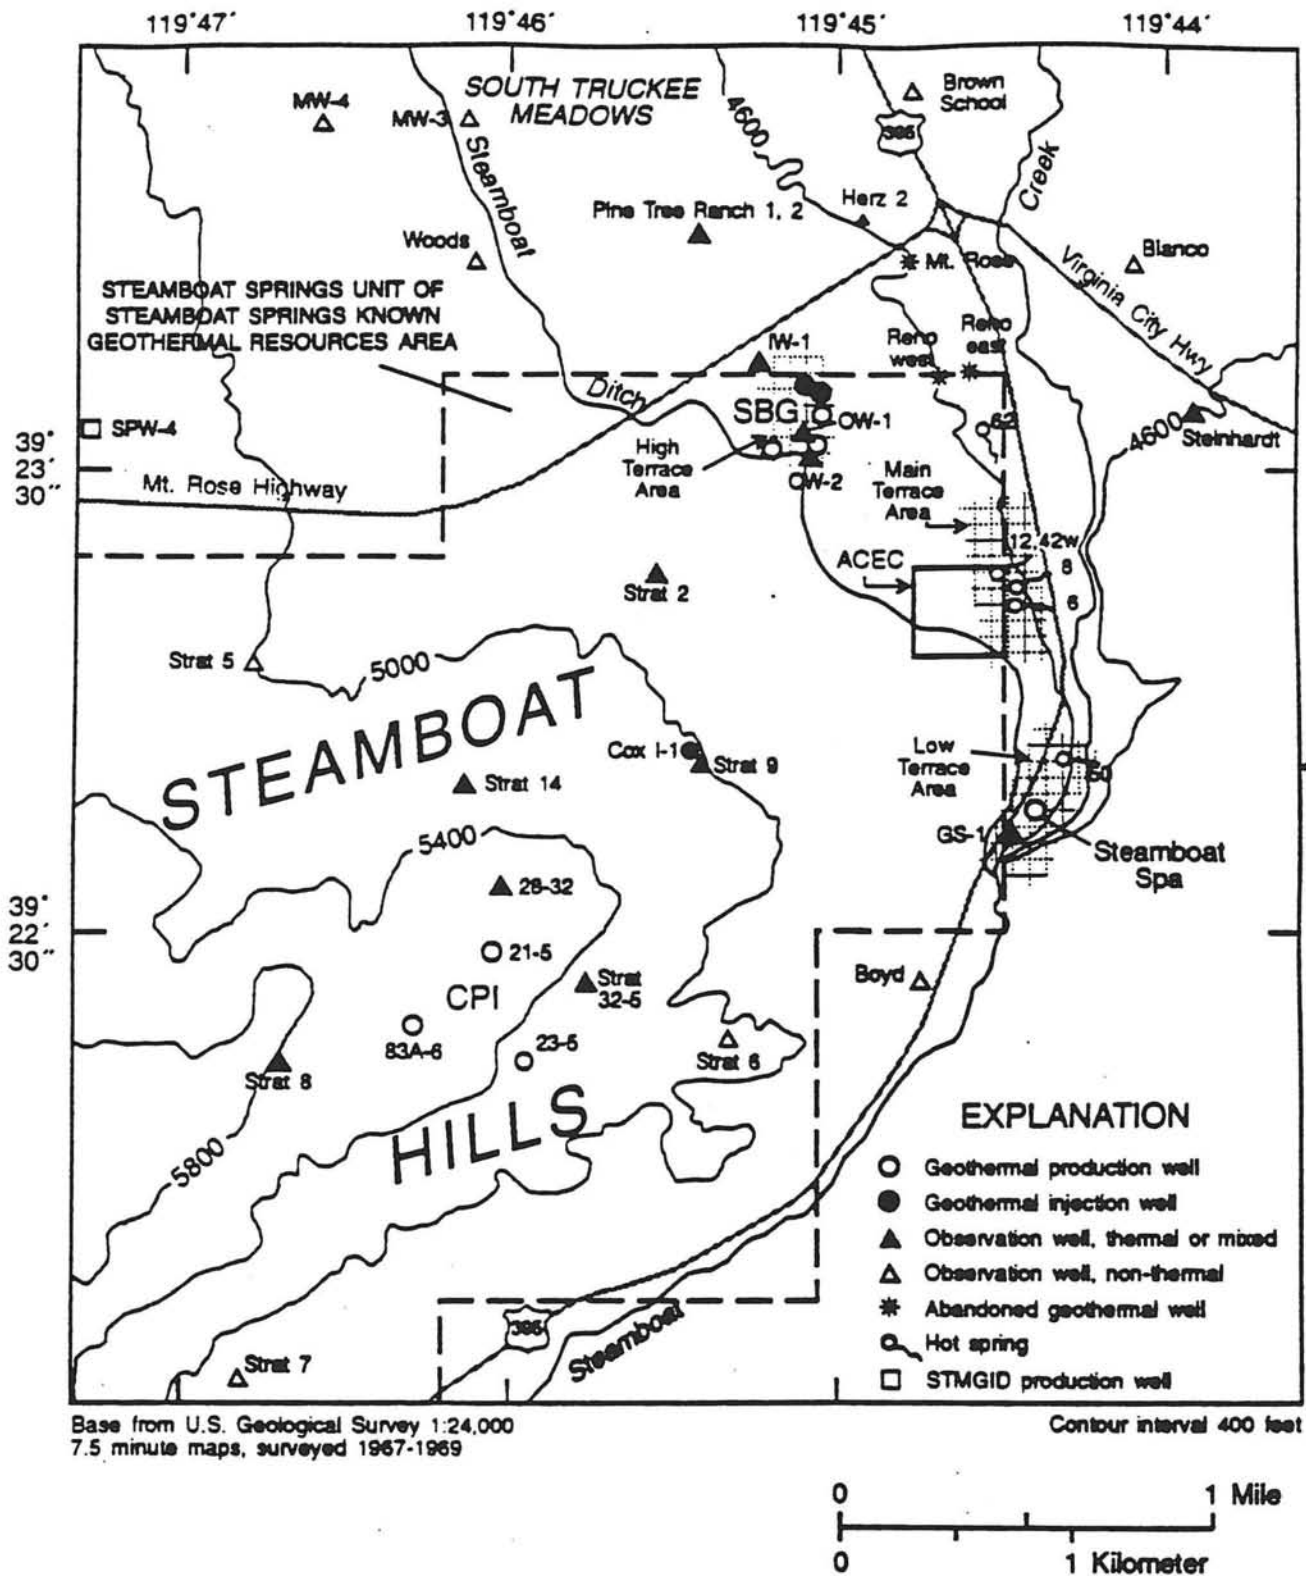 119°47′
119°46′
119°45′
119°44′
SOUTH TRUCKEE
MEADOWS
MW-4
MW-3
Steamboat
4600
395
Brown
School
Creek
Pine Tree Ranch 1, 2
Herz 2
Woods
Mt. Rose
Blanco
Virginia City Hwy
STEAMBOAT SPRINGS UNIT OF
STEAMBOAT SPRINGS KNOWN
GEOTHERMAL RESOURCES AREA
IW-1
Reno
west
Reno
east
Ditch
SBG
OW-1
62
4600
Steinhardt
SPW-4
39°
23′
30″
High
Terrace
Area
OW-2
Main
Terrace
Area
Mt. Rose Highway
12, 42w
8
6
ACEC
Strat 2
Strat 5
5000
STEAMBOAT
Cox I-1
Strat 9
Low
Terrace
Area
50
Strat 14
GS-1
Steamboat
Spa
5400
28-32
39°
22′
30″
21-5
Strat
32-5
Boyd
CPI
83A-6
23-5
Strat 6
Strat 8
HILLS
5800
EXPLANATION
Geothermal production well
Geothermal injection well
Observation well, thermal or mixed
Observation well, non-thermal
Abandoned geothermal well
Hot spring
STMGID production well
395
Steamboat
Strat 7
Base from U.S. Geological Survey 1:24,000
7.5 minute maps, surveyed 1967-1969
Contour interval 400 feet
0
1 Mile
0
1 Kilometer